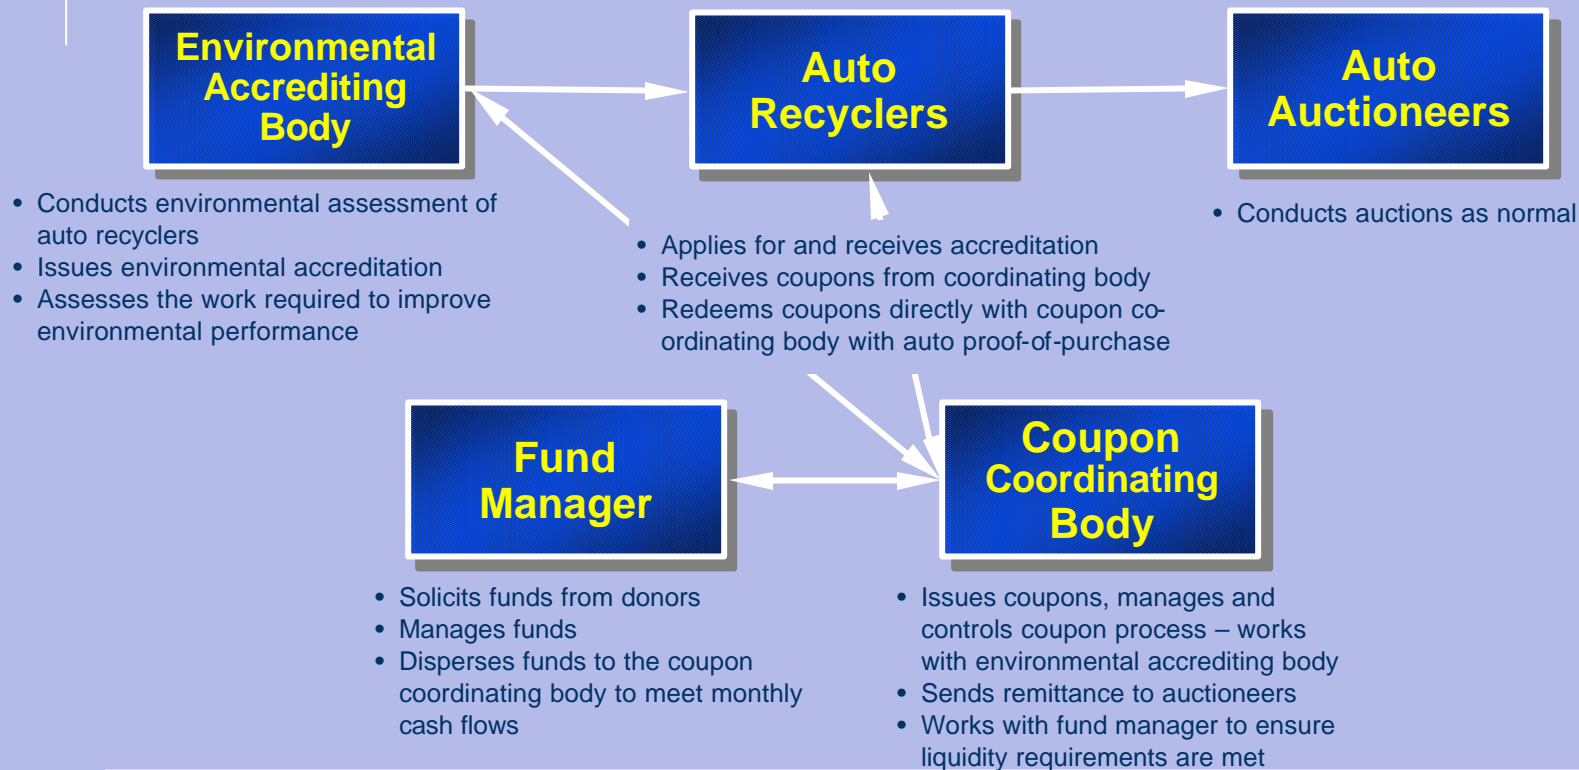 Environmental
Accrediting
Body
• Conducts environmental assessment of
auto recyclers
• Issues environmental accreditation
• Assesses the work required to improve
environmental performance
Auto
Recyclers
• Applies for and receives accreditation
• Receives coupons from coordinating body
• Redeems coupons directly with coupon co-
ordinating body with auto proof-of-purchase
Auto
Auctioneers
• Conducts auctions as normal
Fund
Manager
• Solicits funds from donors
• Manages funds
• Disperses funds to the coupon
coordinating body to meet monthly
cash flows
Coupon
Coordinating
Body
• Issues coupons, manages and
controls coupon process – works
with environmental accrediting body
• Sends remittance to auctioneers
• Works with fund manager to ensure
liquidity requirements are met